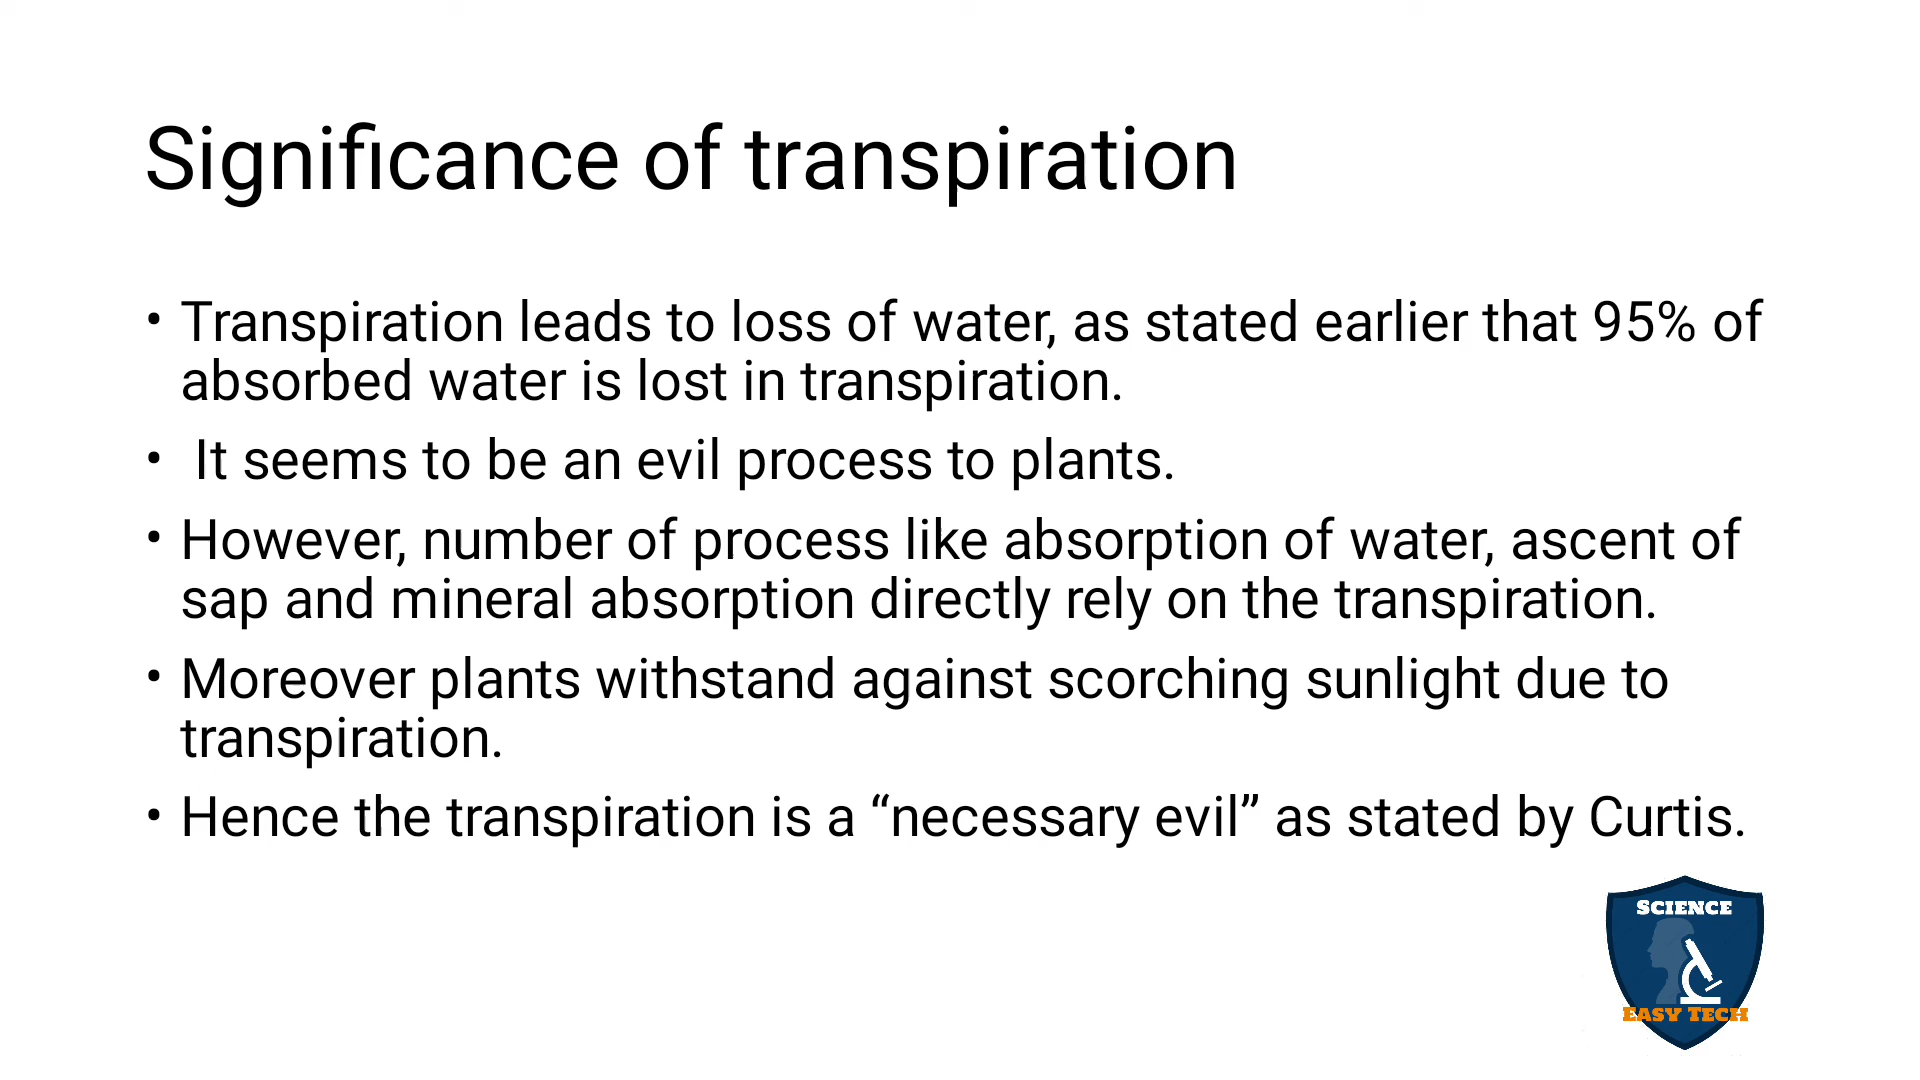 Significance of transpiration
• Transpiration leads to loss of water, as stated earlier that 95% of
absorbed water is lost in transpiration.
• It seems to be an evil process to plants.
• However, number of process like absorption of water, ascent of
sap and mineral absorption directly rely on the transpiration.
• Moreover plants withstand against scorching sunlight due to
transpiration.
• Hence the transpiration is a “necessary evil” as stated by Curtis.
SCIENCE
EASY TECH